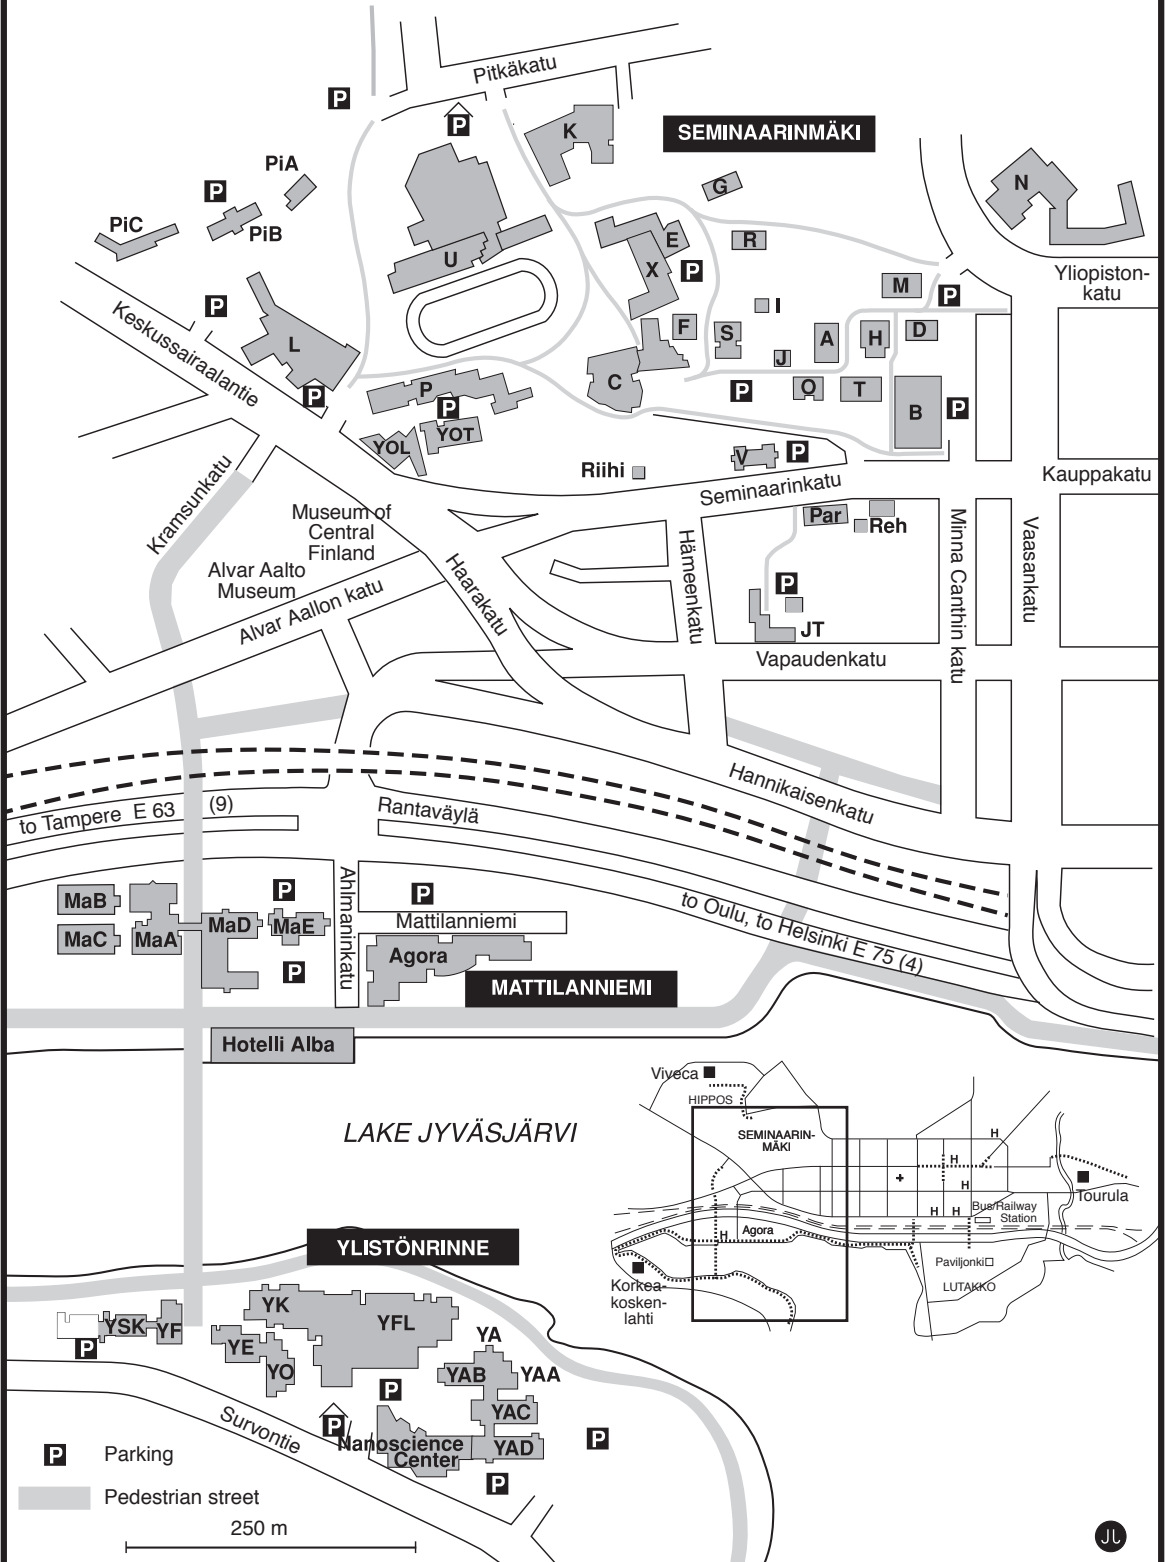 Pitkäkatu
P
P
K
SEMINAARINMÄKI
PiA
P
G
N
PiC
PiB
E
R
U
X
P
Yliopiston-
katu
M
P
P
I
Keskussairaalantie
L
F
S
A
H
D
J
C
P
P
P
P
O
T
B
P
YOL
YOT
V
P
Riihi
Kauppakatu
Seminaarinkatu
Kramsunkatu
Museum of
Central
Finland
Par
Reh
Alvar Aalto
Museum
Haarakatu
Hämeenkatu
Minna Canthin katu
Vaasankatu
P
Alvar Aallon katu
JT
Vapaudenkatu
Hannikaisenkatu
to Tampere E 63 (9)
Rantaväylä
MaB
P
P
Ahlmaninkatu
MaC
MaA
MaD
MaE
Mattilanniemi
to Oulu, to Helsinki E 75 (4)
P
Agora
MATTILANNIEMI
Hotelli Alba
Viveca
HIPPOS
LAKE JYVÄSJÄRVI
SEMINAARIN-
MÄKI
H
H
H
Tourula
H H
Bus/Railway
Station
H
Agora
Paviljonki
LUTAKKO
Korkea-
kosken-
lahti
YLISTÖNRINNE
YK
YSK
YF
YFL
P
YE
YO
YA
YAB
YAA
P
YAC
Survontie
P
P
Nanoscience
Center
YAD
P
P Parking
Pedestrian street
250 m
JL